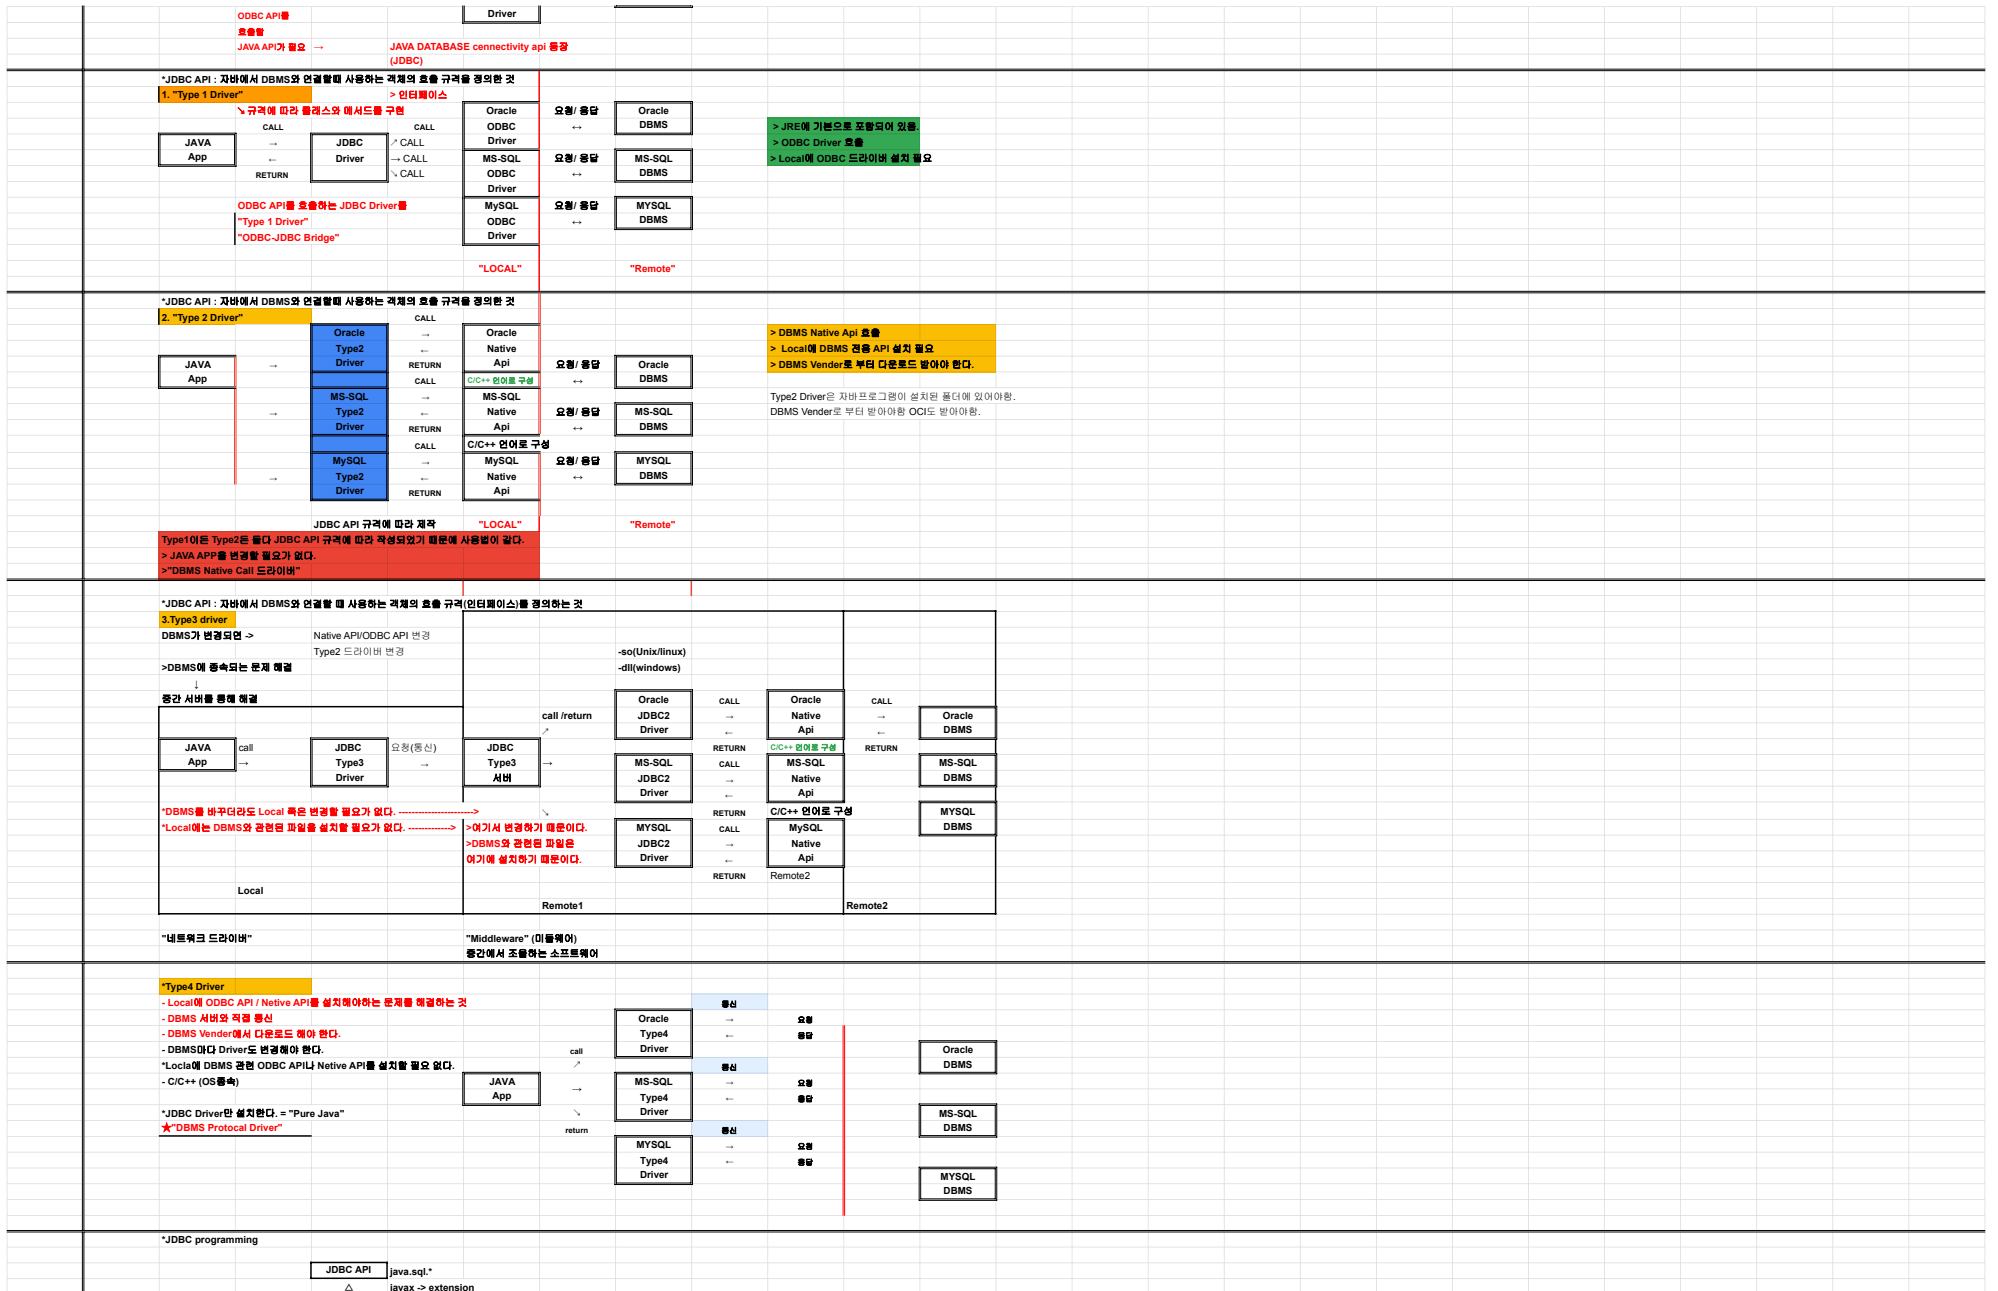 ODBC API를
Driver
호출할
JAVA API가 필요 → JAVA DATABASE cennectivity api 등장
(JDBC)
*JDBC API : 자바에서 DBMS와 연결할때 사용하는 객체의 호출 규격을 정의한 것
1. "Type 1 Driver" > 인터페이스
↘ 규격에 따라 클래스와 메서드를 구현
Oracle 요청/ 응답 Oracle
CALL CALL ODBC ↔ DBMS
> JRE에 기본으로 포함되어 있음.
JAVA → JDBC ↗ CALL Driver
> ODBC Driver 호출
App ← Driver → CALL MS-SQL 요청/ 응답 MS-SQL
> Local에 ODBC 드라이버 설치 필요
RETURN ↘ CALL ODBC ↔ DBMS
Driver
ODBC API를 호출하는 JDBC Driver를 MySQL 요청/ 응답 MYSQL
"Type 1 Driver" ODBC ↔ DBMS
"ODBC-JDBC Bridge" Driver
"LOCAL" "Remote"
*JDBC API : 자바에서 DBMS와 연결할때 사용하는 객체의 호출 규격을 정의한 것
2. "Type 2 Driver" CALL
Oracle → Oracle > DBMS Native Api 호출
Type2 ← Native > Local에 DBMS 전용 API 설치 필요
JAVA → Driver RETURN Api 요청/ 응답 Oracle > DBMS Vender로 부터 다운로드 받아야 한다.
App CALL C/C++ 언어로 구성 ↔ DBMS
MS-SQL → MS-SQL Type2 Driver은 자바프로그램이 설치된 폴더에 있어야함.
→ Type2 ← Native 요청/ 응답 MS-SQL DBMS Vender로 부터 받아야함 OCI도 받아야함.
Driver RETURN Api ↔ DBMS
CALL C/C++ 언어로 구성
MySQL → MySQL 요청/ 응답 MYSQL
→ Type2 ← Native ↔ DBMS
Driver RETURN Api
JDBC API 규격에 따라 제작 "LOCAL" "Remote"
Type1이든 Type2든 둘다 JDBC API 규격에 따라 작성되었기 때문에 사용법이 같다.
> JAVA APP을 변경할 필요가 없다.
>"DBMS Native Call 드라이버"
*JDBC API : 자바에서 DBMS와 연결할 때 사용하는 객체의 호출 규격(인터페이스)를 정의하는 것
3.Type3 driver
DBMS가 변경되면 -> Native API/ODBC API 변경
Type2 드라이버 변경 -so(Unix/linux)
>DBMS에 종속되는 문제 해결 -dll(windows)
↓
중간 서버를 통해 해결 Oracle CALL Oracle CALL
call /return JDBC2 → Native → Oracle
↗ Driver ← Api ← DBMS
JAVA call JDBC 요청(통신) JDBC RETURN C/C++ 언어로 구성 RETURN
App → Type3 → Type3 → MS-SQL CALL MS-SQL MS-SQL
Driver 서버 JDBC2 → Native DBMS
Driver ← Api
*DBMS를 바꾸더라도 Local 쪽은 변경할 필요가 없다. ----------------------> ↘ RETURN C/C++ 언어로 구성 MYSQL
*Local에는 DBMS와 관련된 파일을 설치할 필요가 없다. -------------> >여기서 변경하기 때문이다. MYSQL CALL MySQL DBMS
>DBMS와 관련된 파일은 JDBC2 → Native
여기에 설치하기 때문이다. Driver ← Api
RETURN Remote2
Local
Remote1 Remote2
"네트워크 드라이버" "Middleware" (미들웨어)
중간에서 조율하는 소프트웨어
*Type4 Driver
- Local에 ODBC API / Netive API를 설치해야하는 문제를 해결하는 것 통신
- DBMS 서버와 직접 통신 Oracle → 요청
- DBMS Vender에서 다운로드 해야 한다. Type4 ← 응답
- DBMS마다 Driver도 변경해야 한다. call Driver Oracle
*Locla에 DBMS 관련 ODBC API나 Netive API를 설치할 필요 없다. ↗ 통신 DBMS
- C/C++ (OS종속) JAVA → MS-SQL → 요청
App Type4 ← 응답
*JDBC Driver만 설치한다. = "Pure Java" ↘ Driver MS-SQL
★"DBMS Protocal Driver" return 통신 DBMS
MYSQL → 요청
Type4 ← 응답
Driver MYSQL
DBMS
*JDBC programming
JDBC API java.sql.*
△ javax -> extension